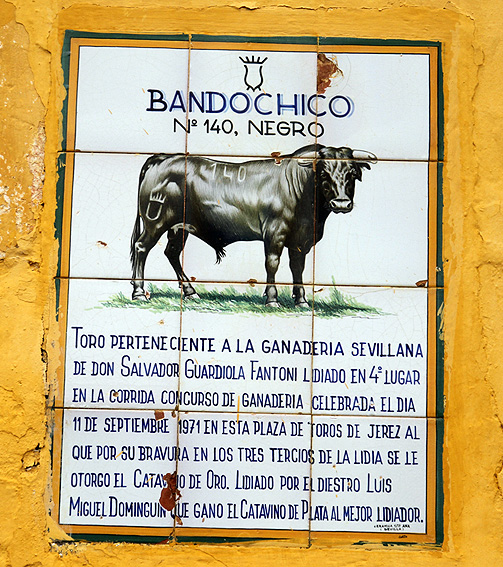 BANDOCHICO
Nº 140, NEGRO
140
TORO PERTENECIENTE A LA GANADERIA SEVILLANA
DE DON SALVADOR GUARDIOLA FANTONI LIDIADO EN 4º LUGAR
EN LA CORRIDA CONCURSO DE GANADERIA CELEBRADA EL DIA
11 DE SEPTIEMBRE 1971 EN ESTA PLAZA DE TOROS DE JEREZ AL
QUE POR SU BRAVURA EN LOS TRES TERCIOS DE LA LIDIA SE LE
OTORGO EL CATAVINO DE ORO. LIDIADO POR EL DIESTRO LUIS
MIGUEL DOMINGUIN QUE GANO EL CATAVINO DE PLATA AL MEJOR LIDIADOR.